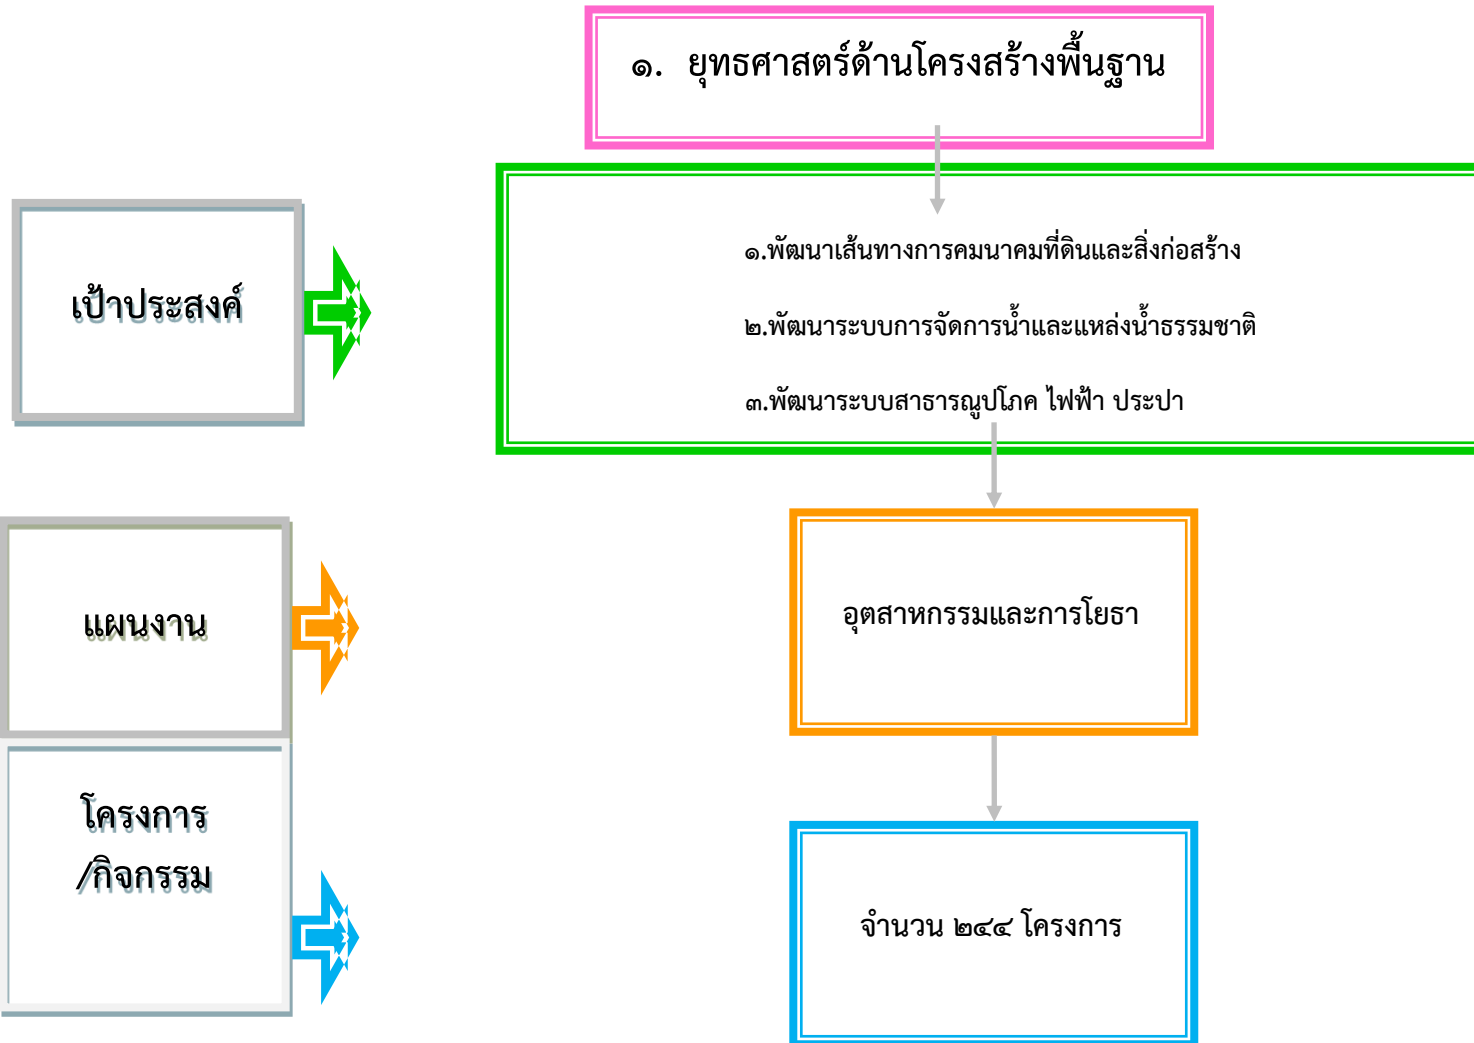 ๑. ยุทธศาสตร์ด้านโครงสร้างพื้นฐาน
เป้าประสงค์
๑.พัฒนาเส้นทางการคมนาคมที่ดินและสิ่งก่อสร้าง
๒.พัฒนาระบบการจัดการน้ำและแหล่งน้ำธรรมชาติ
๓.พัฒนาระบบสาธารณูปโภค ไฟฟ้า ประปา
แผนงาน
อุตสาหกรรมและการโยธา
โครงการ
/กิจกรรม
จำนวน ๒๔๔ โครงการ